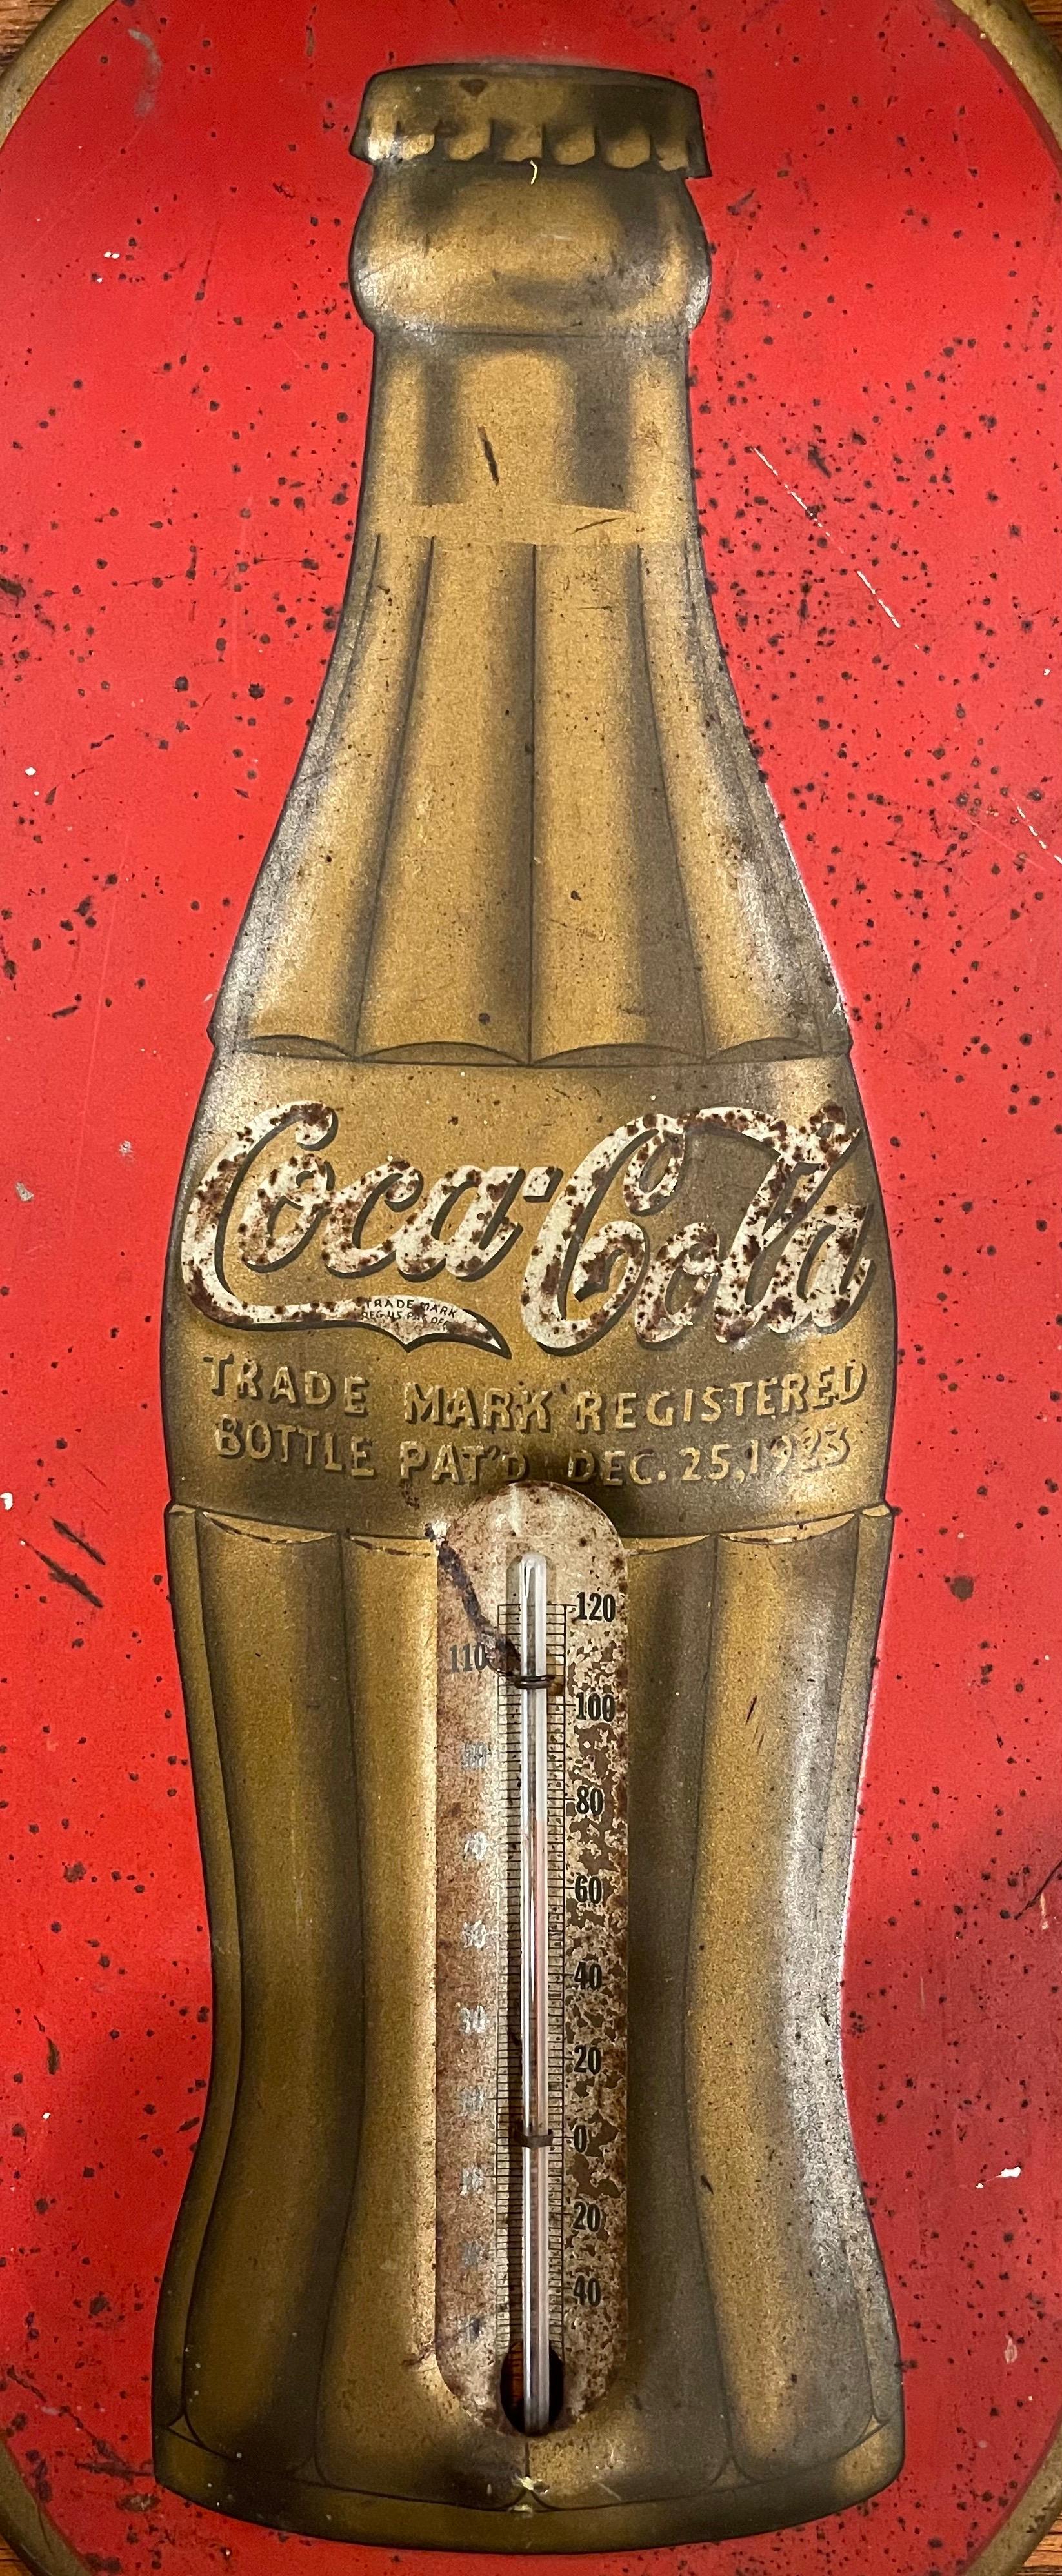 Coca-Cola
TRADE MARK
REG. U.S. PAT. OFF.
TRADE MARK REGISTERED
BOTTLE PAT'D DEC. 25, 1923
120
110
100
80
60
40
20
0
20
40